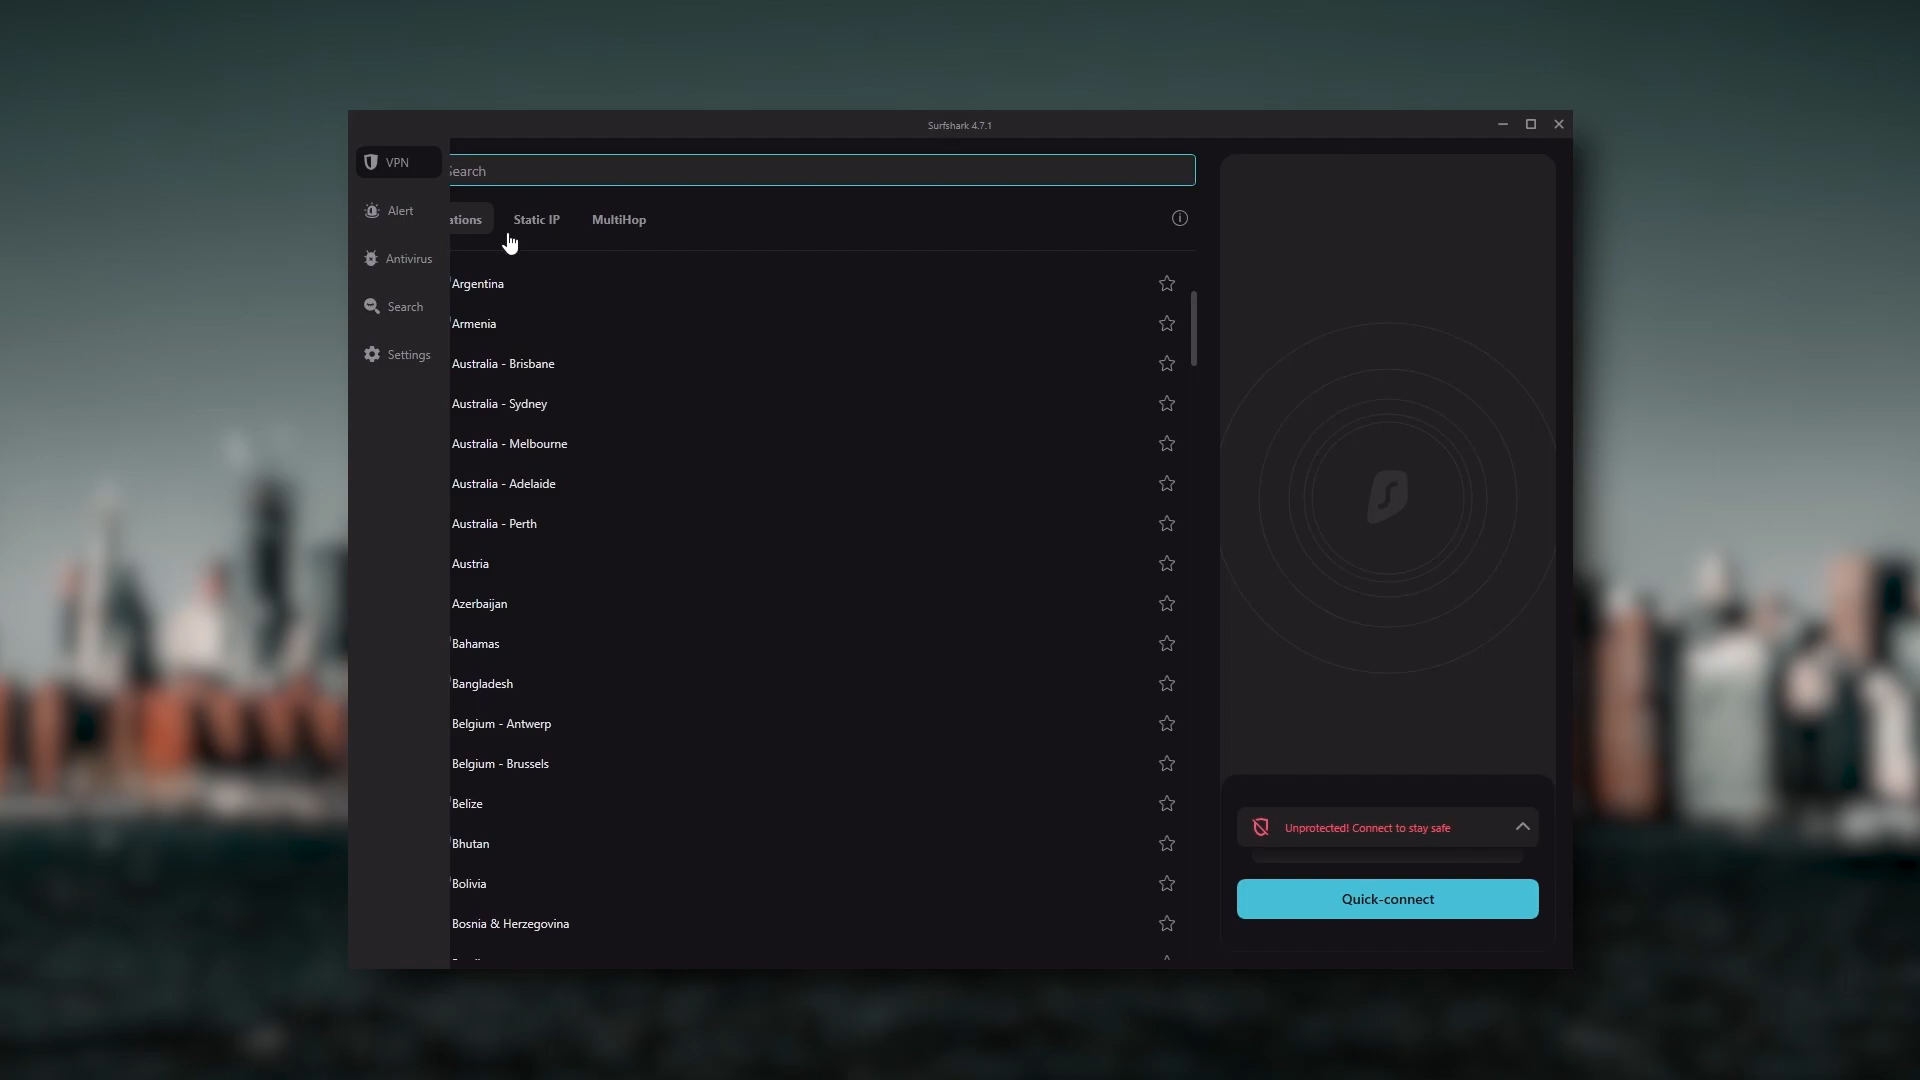 Surfshark 4.7.1
VPN
Alert
Antivirus
Search
Settings
Search
ations
Static IP
MultiHop
Argentina
Armenia
Australia - Brisbane
Australia - Sydney
Australia - Melbourne
Australia - Adelaide
Australia - Perth
Austria
Azerbaijan
Bahamas
Bangladesh
Belgium - Antwerp
Belgium - Brussels
Belize
Bhutan
Bolivia
Bosnia & Herzegovina
Unprotected! Connect to stay safe
Quick-connect